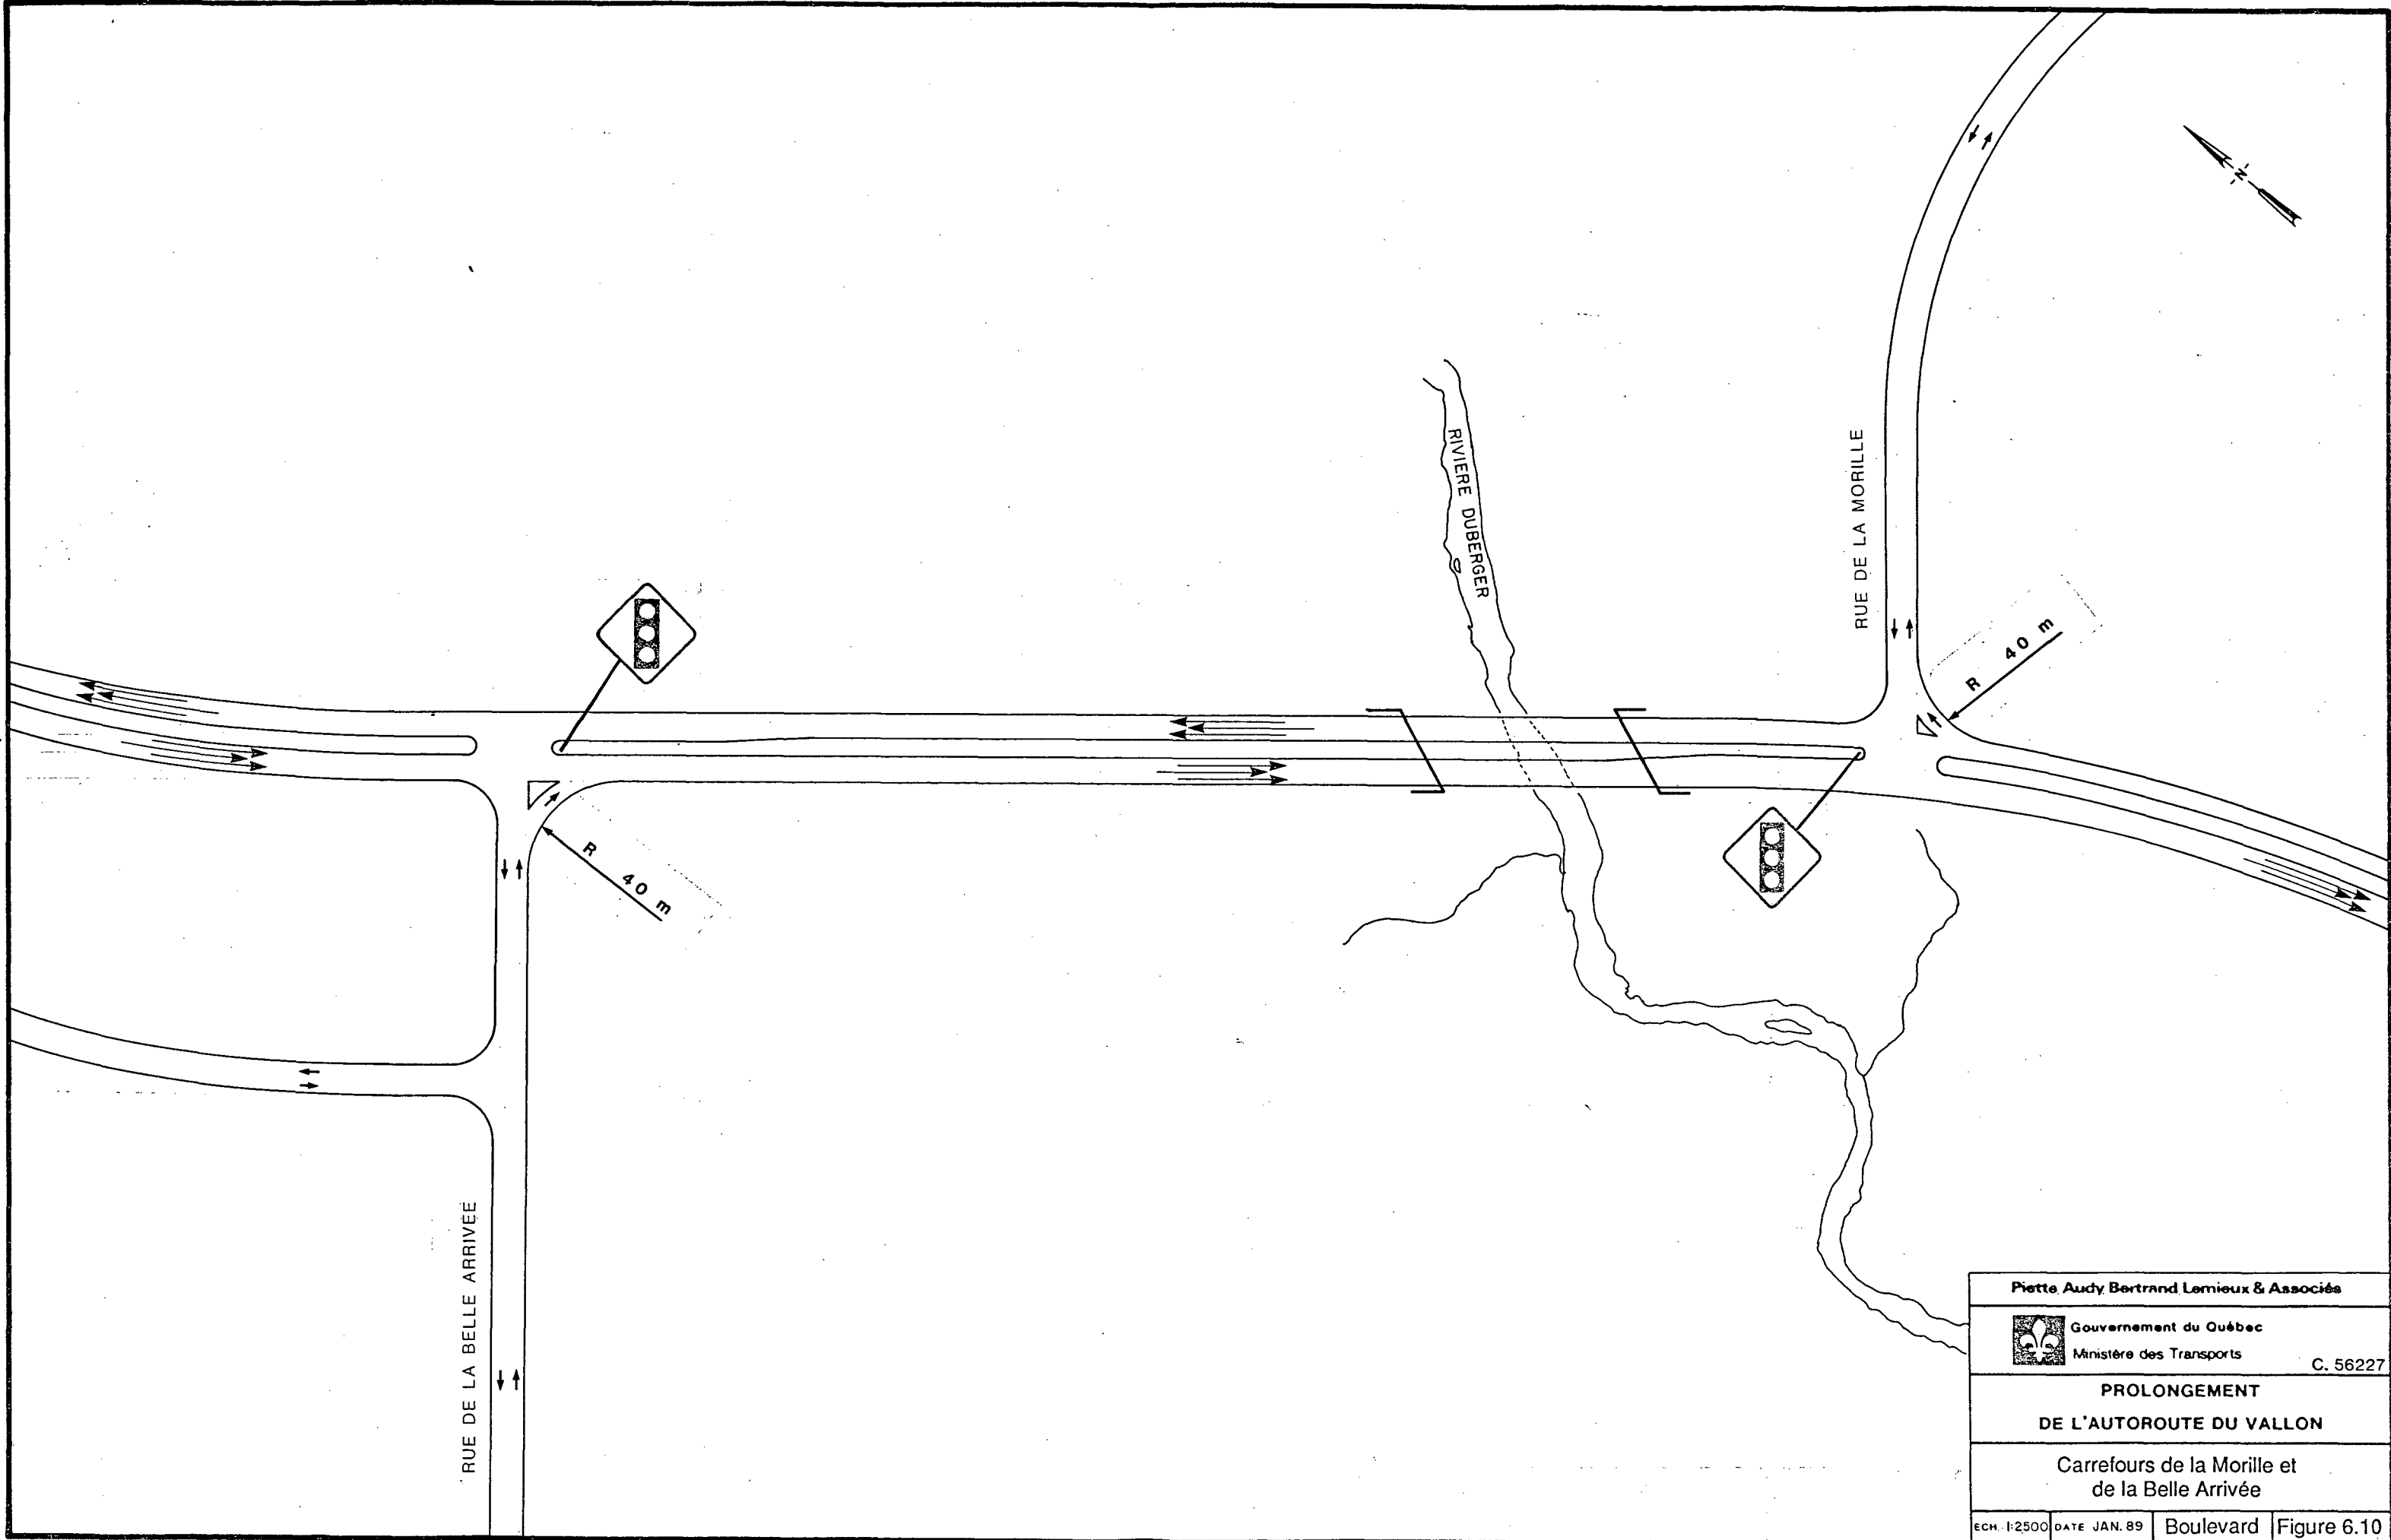 -N-
RUE DE LA MORILLE
RIVIERE DUBERGER
R 40 m
R 40 m
RUE DE LA BELLE ARRIVÉE
Piette Audy Bertrand Lemieux & Associés
Gouvernement du Québec
Ministère des Transports
C. 56227
PROLONGEMENT
DE L'AUTOROUTE DU VALLON
Carrefours de la Morille et
de la Belle Arrivée
ECH. 1:2500 DATE JAN. 89 Boulevard Figure 6.10